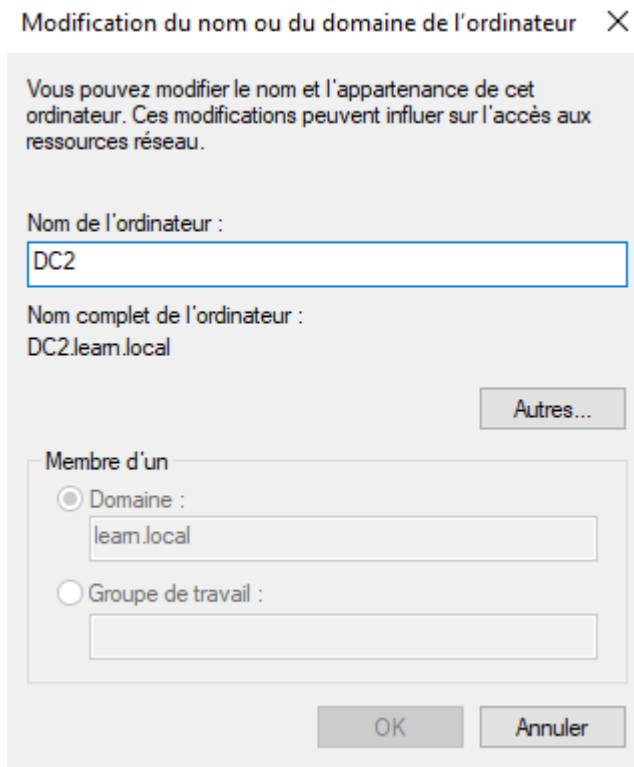 Modification du nom ou du domaine de l'ordinateur
Vous pouvez modifier le nom et l'appartenance de cet
ordinateur. Ces modifications peuvent influer sur l'accès aux
ressources réseau.
Nom de l'ordinateur :
DC2
Nom complet de l'ordinateur :
DC2.learn.local
Autres...
Membre d'un
Domaine :
learn.local
Groupe de travail :
OK
Annuler